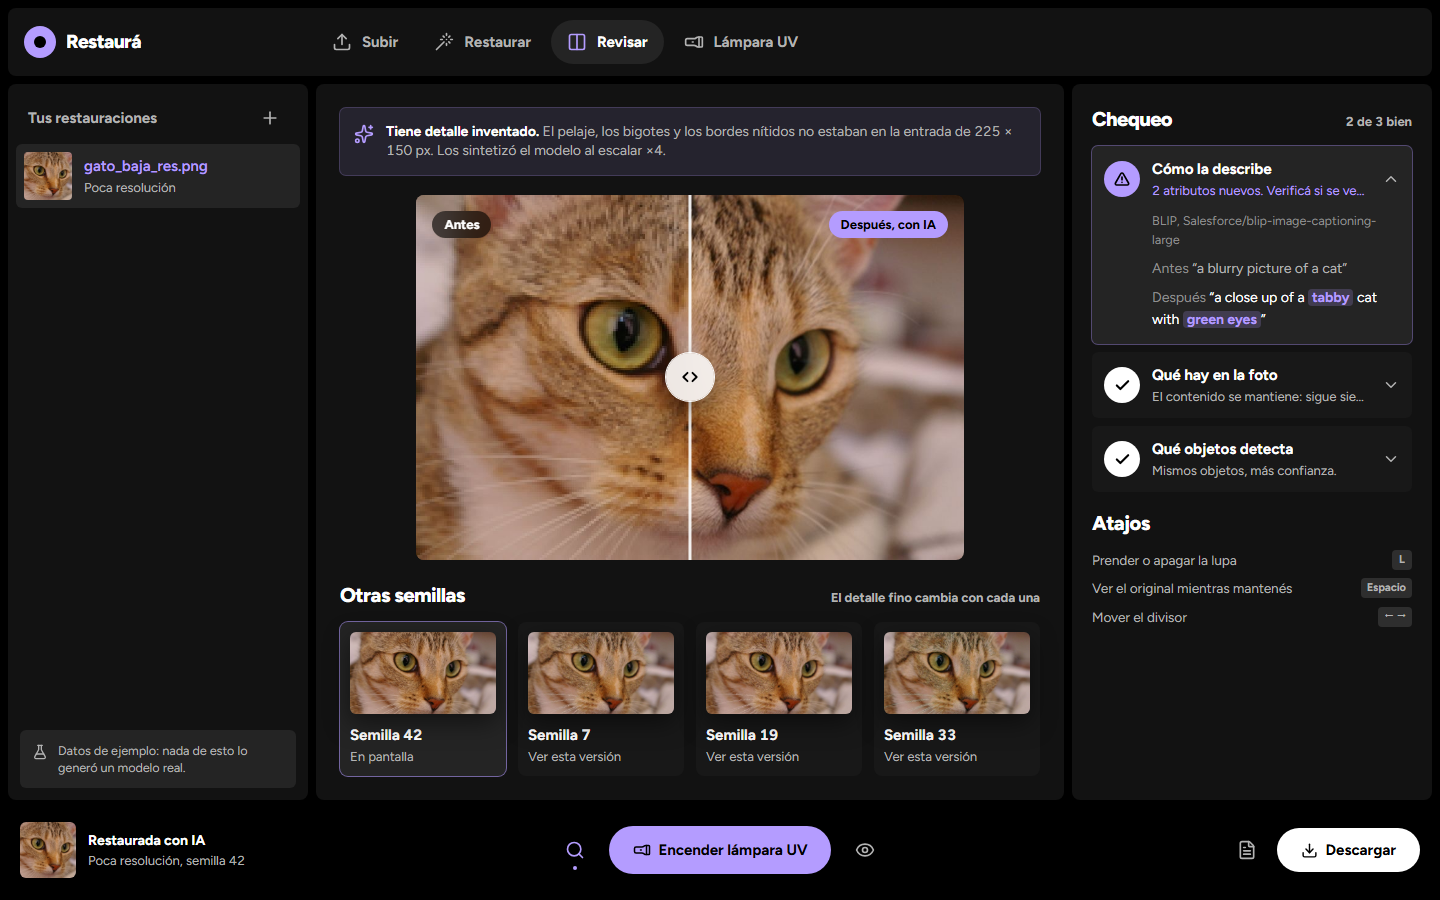 Restaurá
Subir
Restaurar
Revisar
Lámpara UV
Tus restauraciones
gato_baja_res.png
Poca resolución
Datos de ejemplo: nada de esto lo
generó un modelo real.
Tiene detalle inventado. El pelaje, los bigotes y los bordes nítidos no estaban en la entrada de 225 ×
150 px. Los sintetizó el modelo al escalar ×4.
Antes
Después, con IA
Otras semillas
El detalle fino cambia con cada una
Semilla 42
En pantalla
Semilla 7
Ver esta versión
Semilla 19
Ver esta versión
Semilla 33
Ver esta versión
Chequeo
2 de 3 bien
Cómo la describe
2 atributos nuevos. Verificá si se ve...
BLIP, Salesforce/blip-image-captioning-
large
Antes "a blurry picture of a cat"
Después "a close up of a tabby cat
with green eyes"
Qué hay en la foto
El contenido se mantiene: sigue sie...
Qué objetos detecta
Mismos objetos, más confianza.
Atajos
Prender o apagar la lupa
L
Ver el original mientras mantenés
Espacio
Mover el divisor
← →
Restaurada con IA
Poca resolución, semilla 42
Encender lámpara UV
Descargar